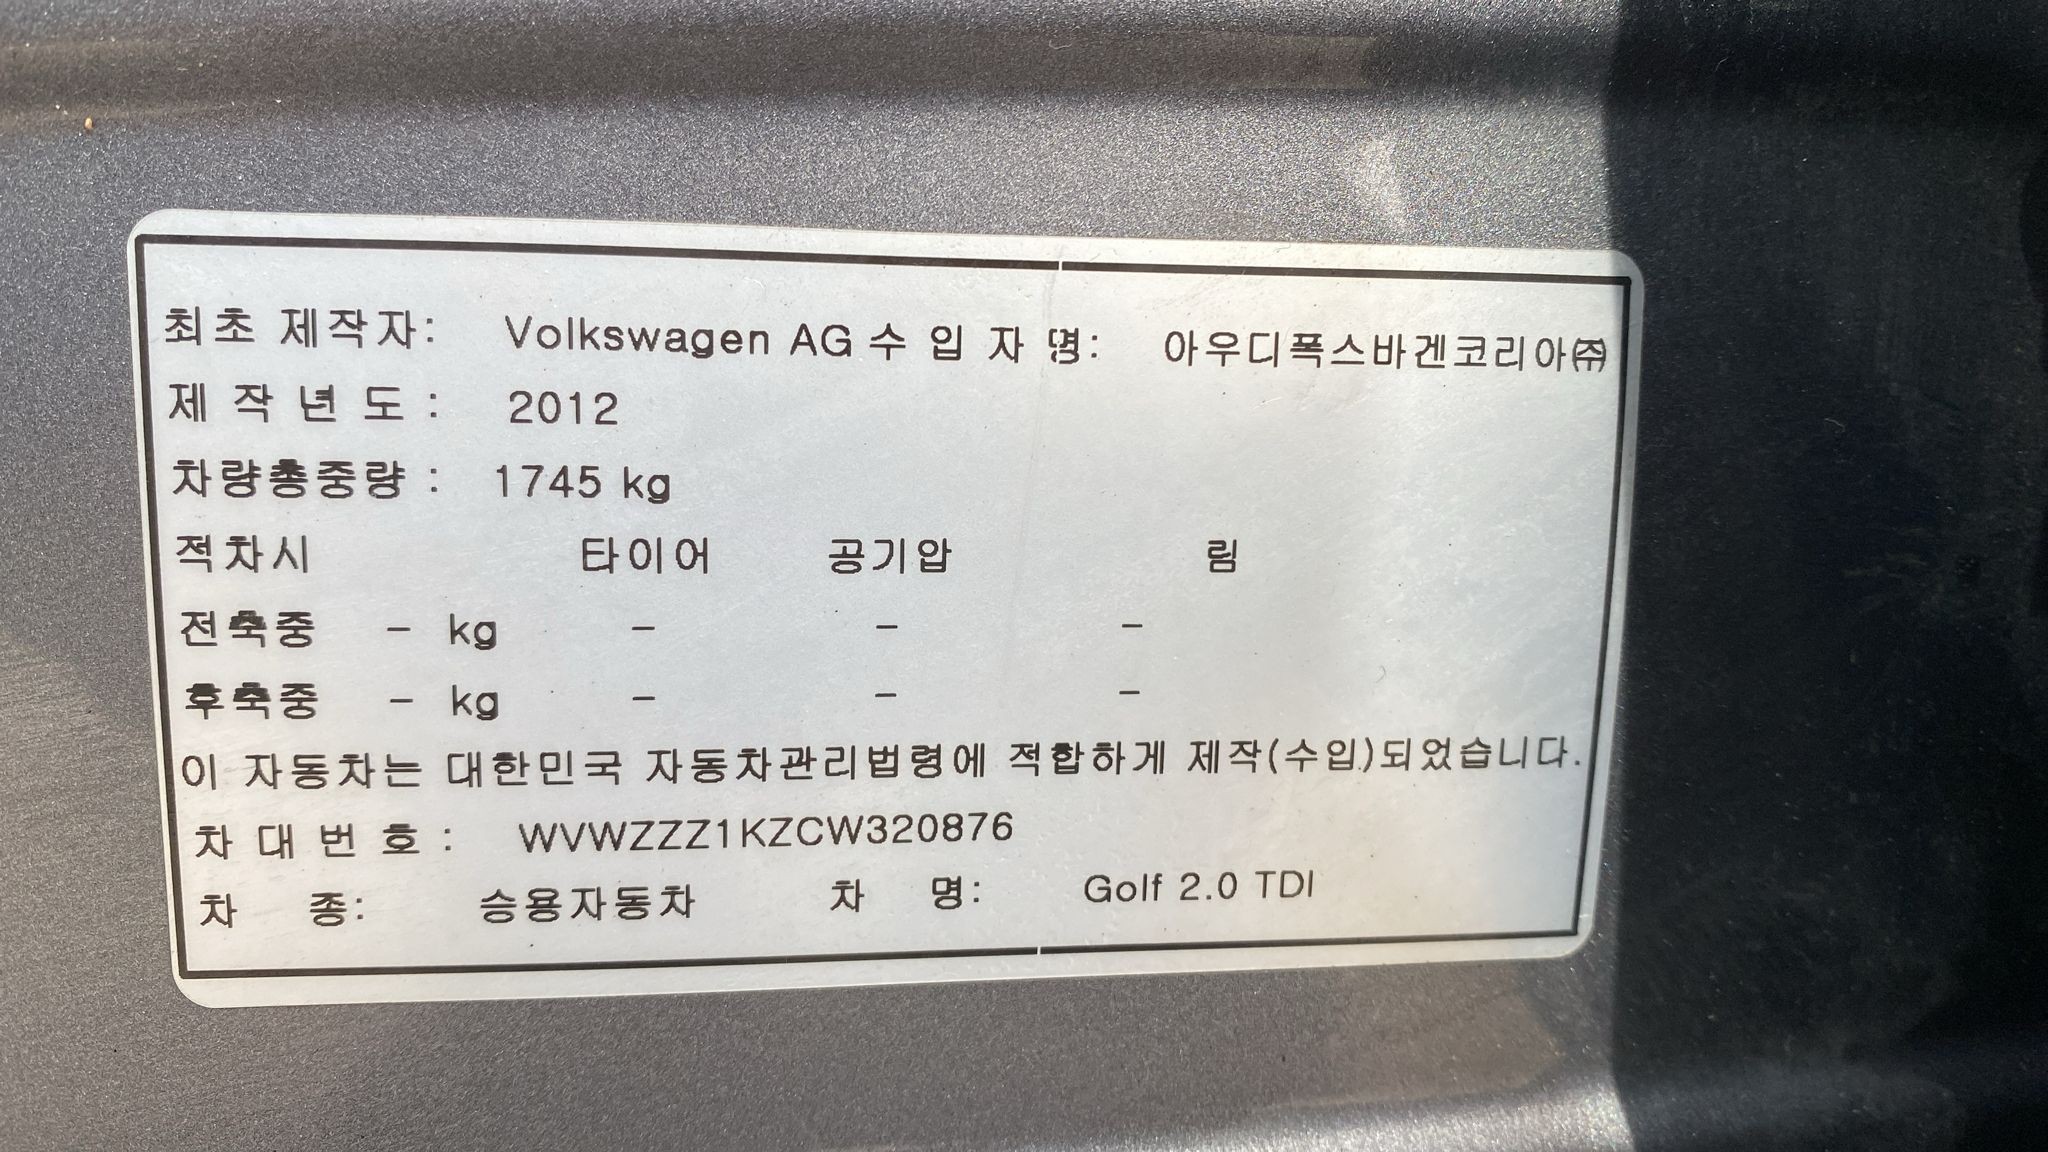 최초 제작자: Volkswagen AG 수 입 자 명: 아우디폭스바겐코리아㈜
제 작 년 도 : 2012
차량총중량 : 1745 kg
적차시 타이어 공기압 림
전축중 - kg - - -
후축중 - kg - - -
이 자동차는 대한민국 자동차관리법령에 적합하게 제작(수입)되었습니다.
차 대 번 호 : WVWZZZ1KZCW320876
차 종: 승용자동차 차 명: Golf 2.0 TDI